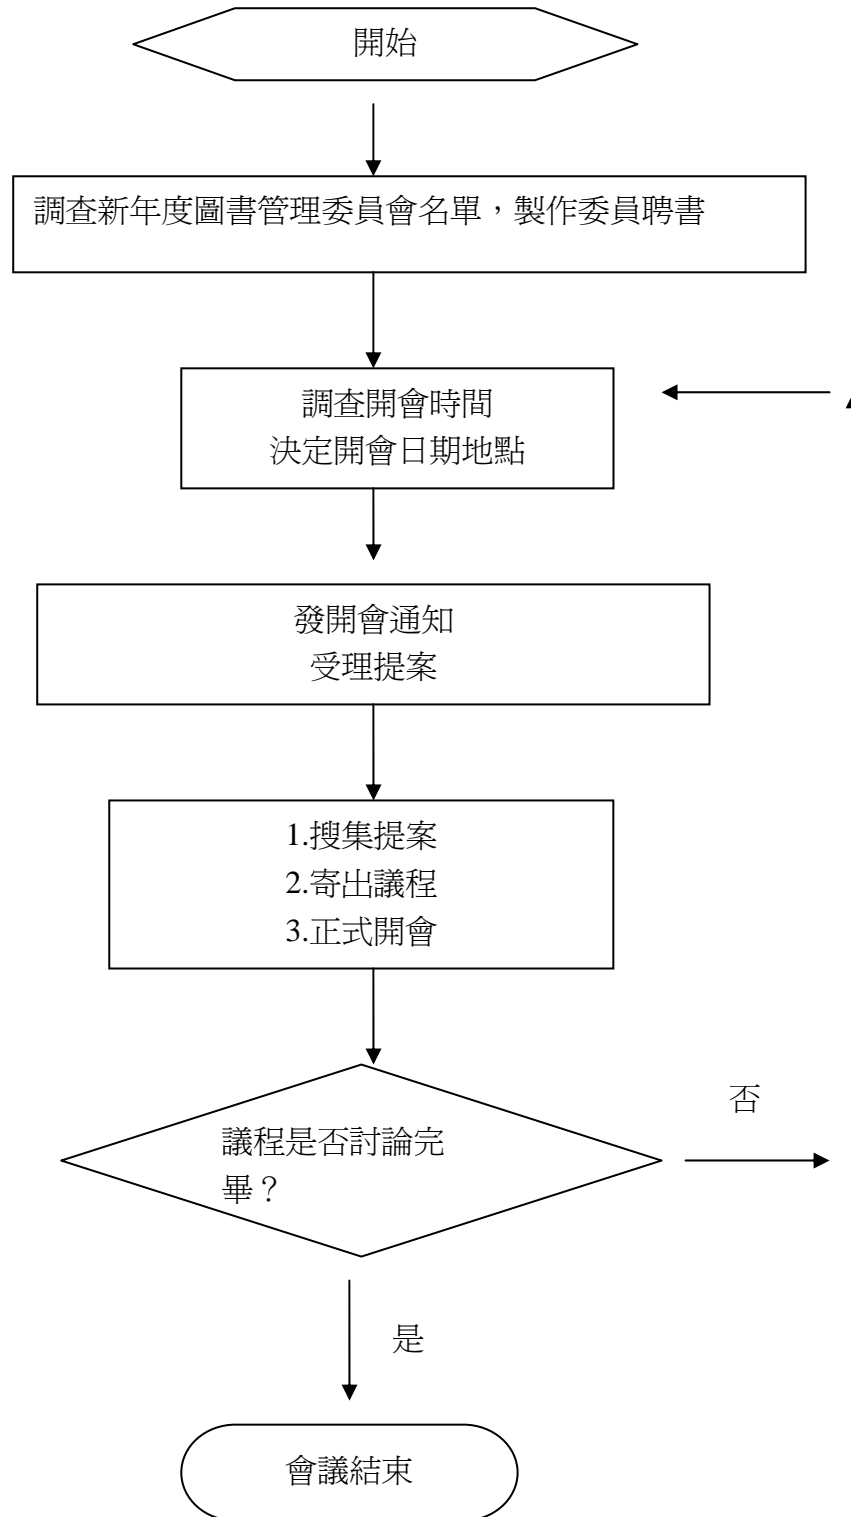 開始
調查新年度圖書管理委員會名單，製作委員聘書
調查開會時間
決定開會日期地點
發開會通知
受理提案
1.搜集提案
2.寄出議程
3.正式開會
議程是否討論完
畢？
否
是
會議結束